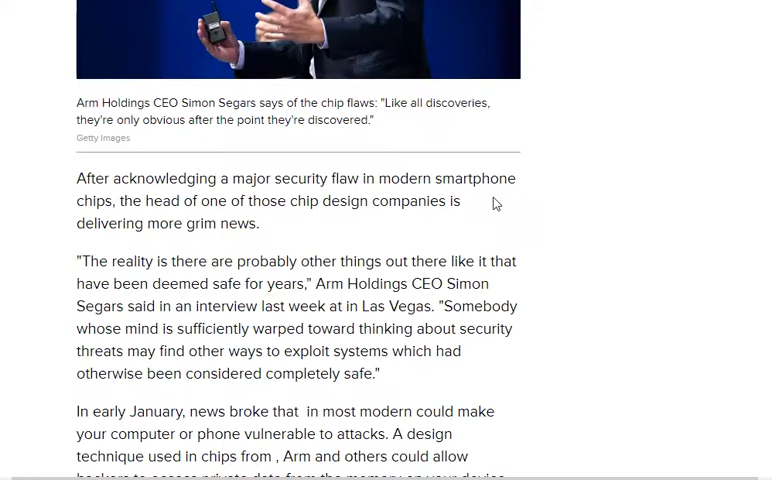 Arm Holdings CEO Simon Segars says of the chip flaws: "Like all discoveries,
they're only obvious after the point they're discovered."
Getty Images
After acknowledging a major security flaw in modern smartphone
chips, the head of one of those chip design companies is
delivering more grim news.
"The reality is there are probably other things out there like it that
have been deemed safe for years," Arm Holdings CEO Simon
Segars said in an interview last week at in Las Vegas. "Somebody
whose mind is sufficiently warped toward thinking about security
threats may find other ways to exploit systems which had
otherwise been considered completely safe."
In early January, news broke that  in most modern could make
your computer or phone vulnerable to attacks. A design
technique used in chips from , Arm and others could allow
hackers to access private data from the memory on your device